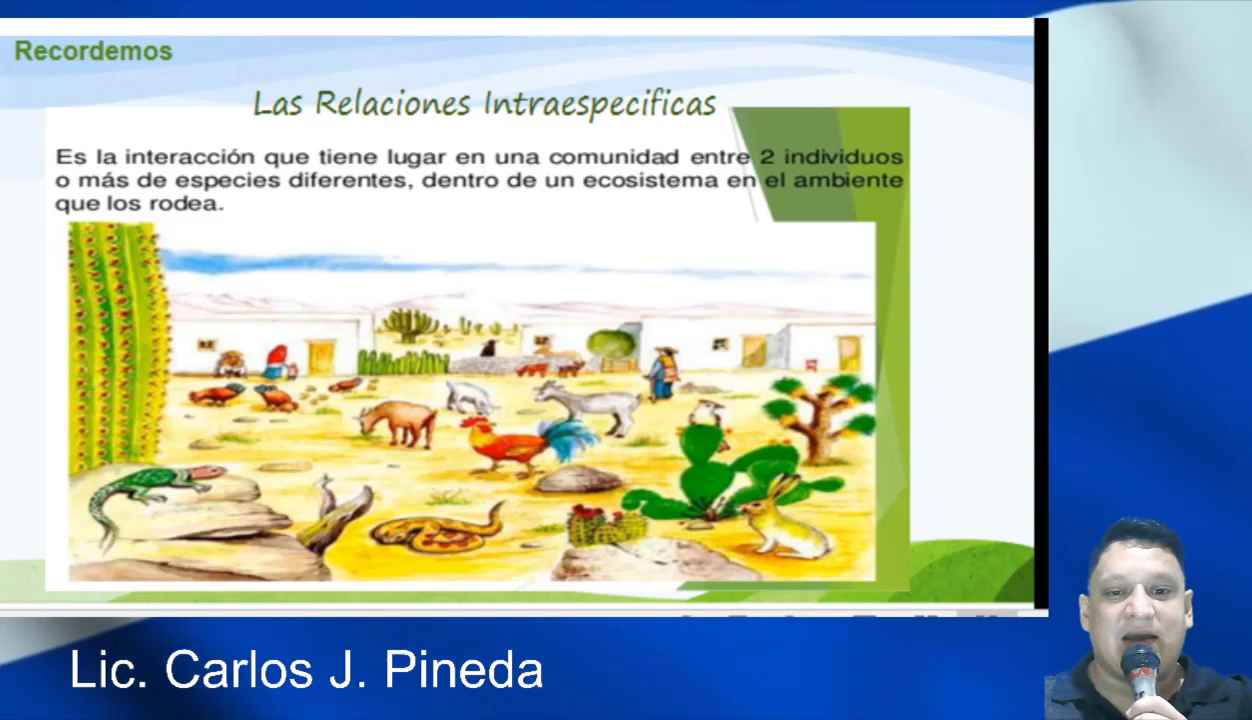 Recordemos
Las Relaciones Intraespecificas
Es la interacción que tiene lugar en una comunidad entre 2 individuos
o más de especies diferentes, dentro de un ecosistema en el ambiente
que los rodea.
Lic. Carlos J. Pineda